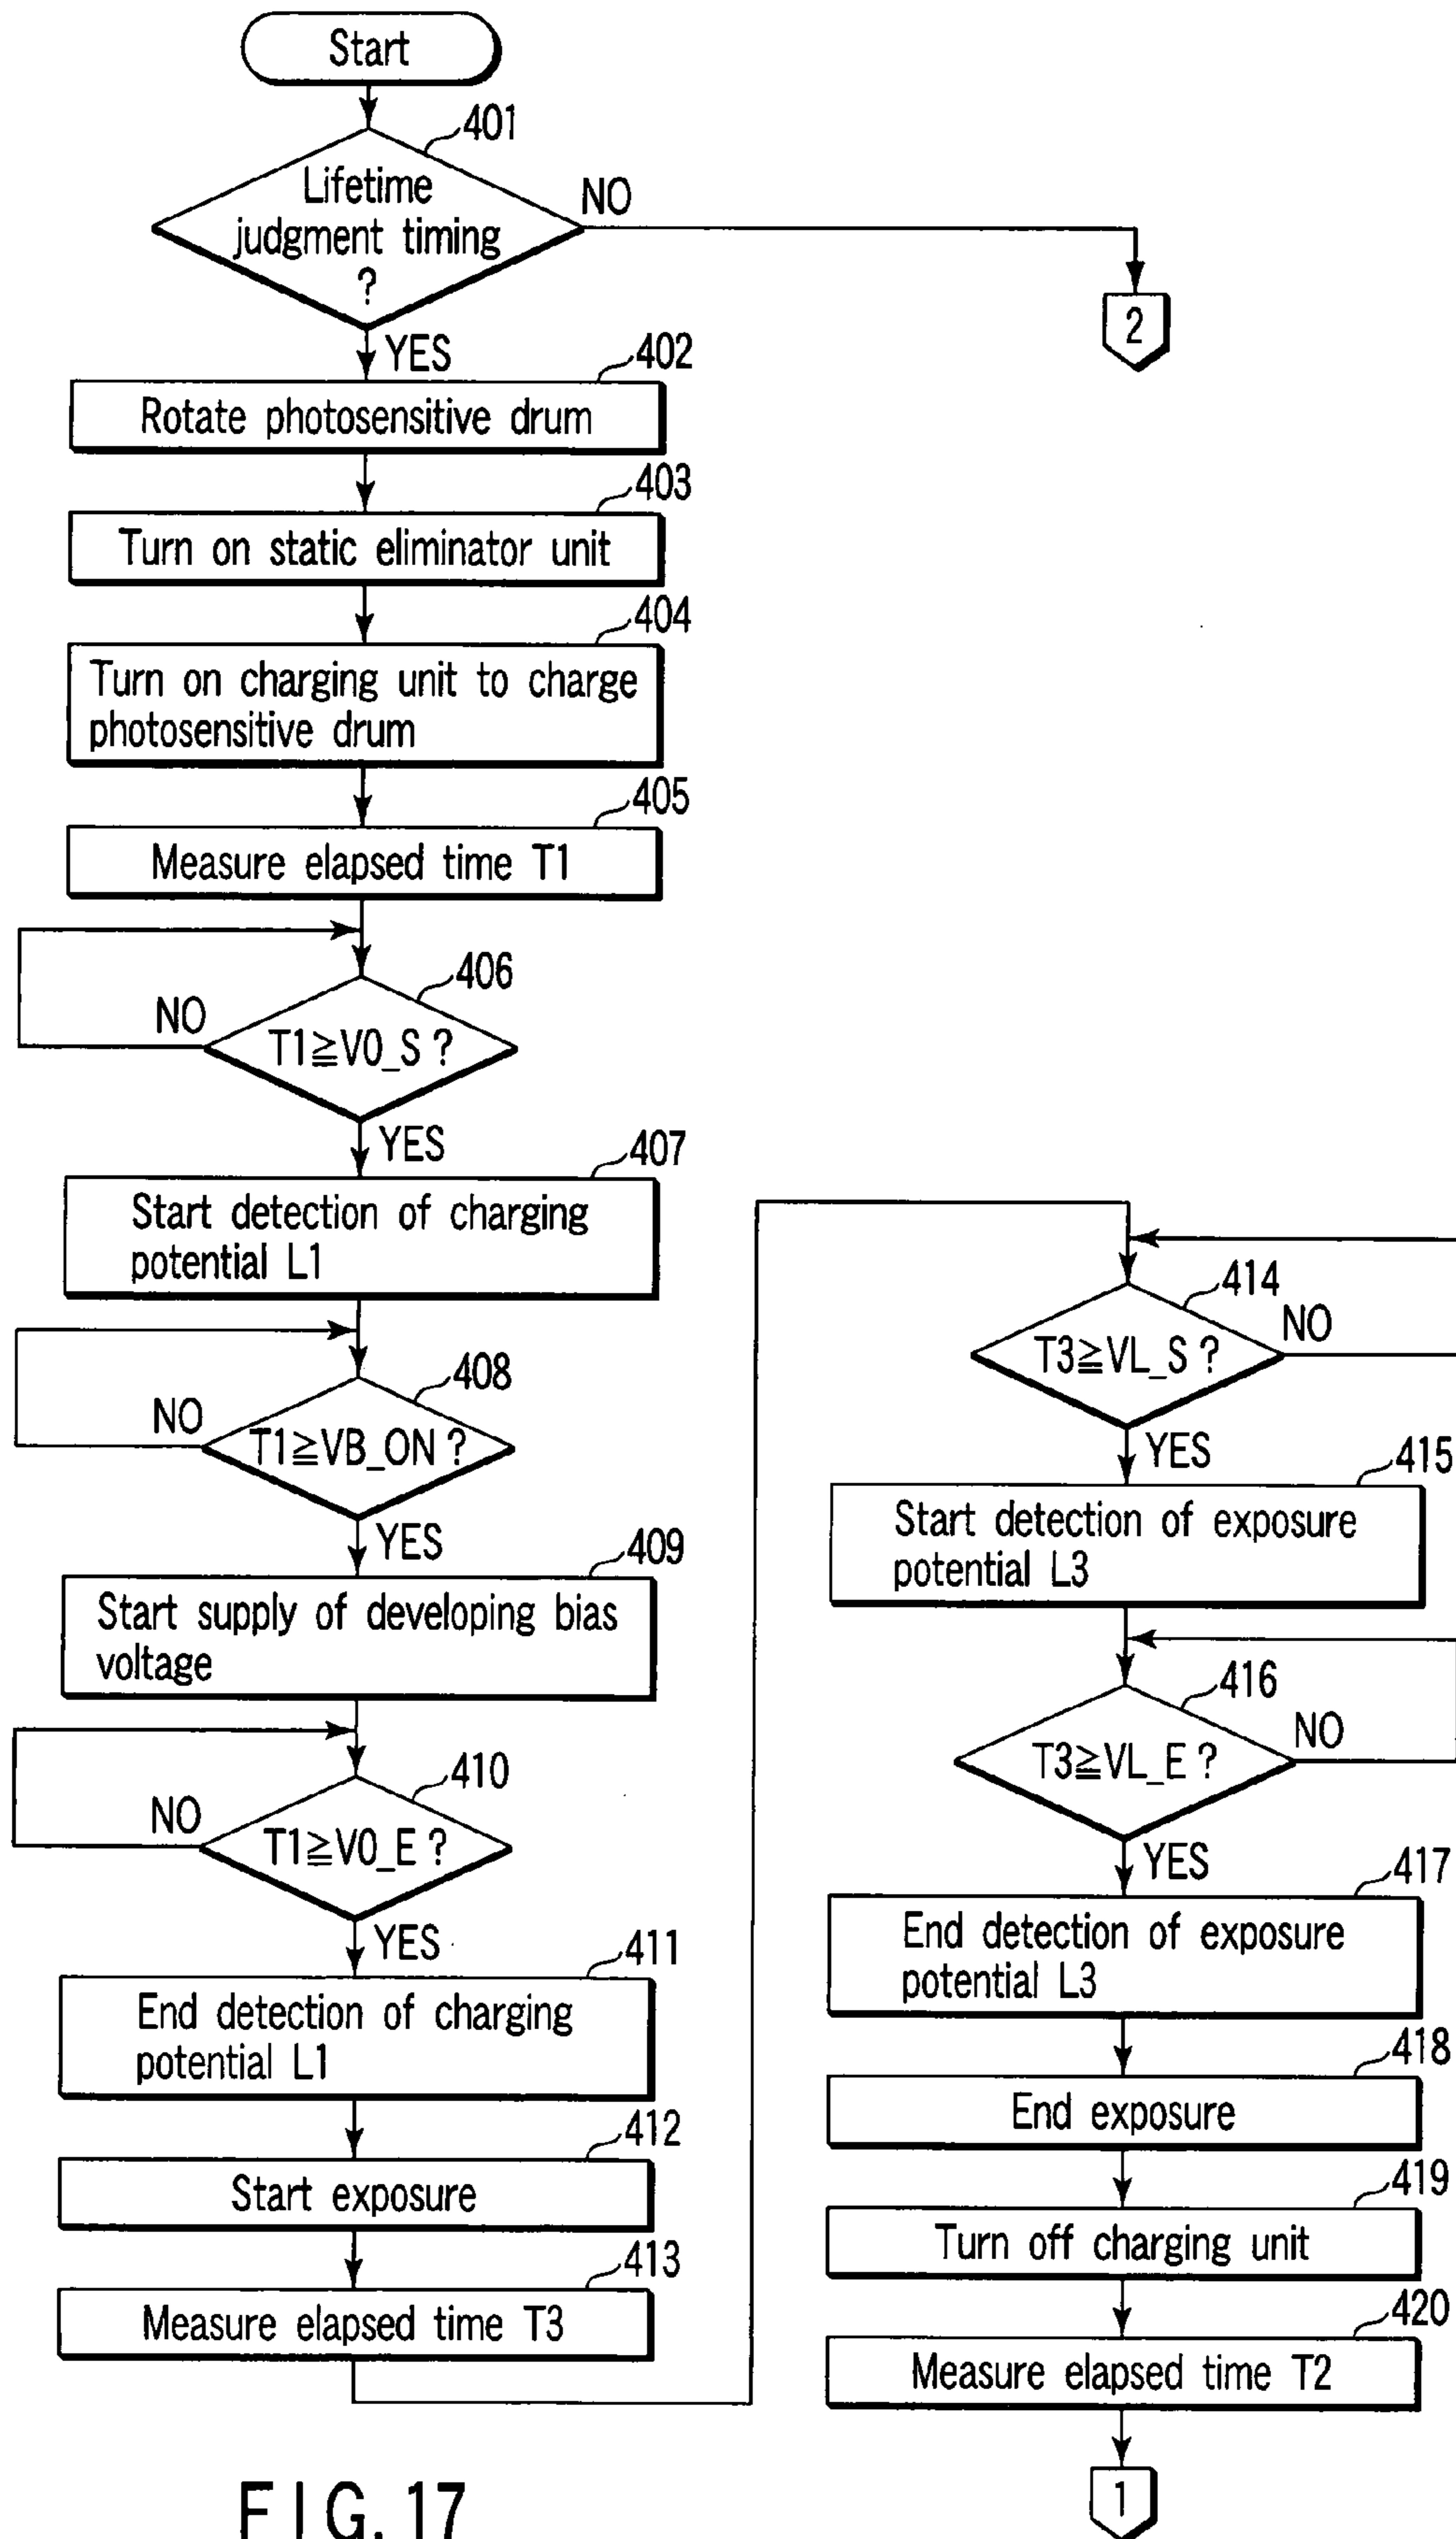 Start
401
Lifetime
judgment timing
?
NO
2
YES
402
Rotate photosensitive drum
403
Turn on static eliminator unit
404
Turn on charging unit to charge
photosensitive drum
405
Measure elapsed time T1
406
NO
T1≧V0_S ?
YES
407
Start detection of charging
potential L1
408
NO
T1≧VB_ON ?
YES
409
Start supply of developing bias
voltage
410
NO
T1≧V0_E ?
YES
411
End detection of charging
potential L1
412
Start exposure
413
Measure elapsed time T3
414
NO
T3≧VL_S ?
YES
415
Start detection of exposure
potential L3
416
NO
T3≧VL_E ?
YES
417
End detection of exposure
potential L3
418
End exposure
419
Turn off charging unit
420
Measure elapsed time T2
1
FIG. 17